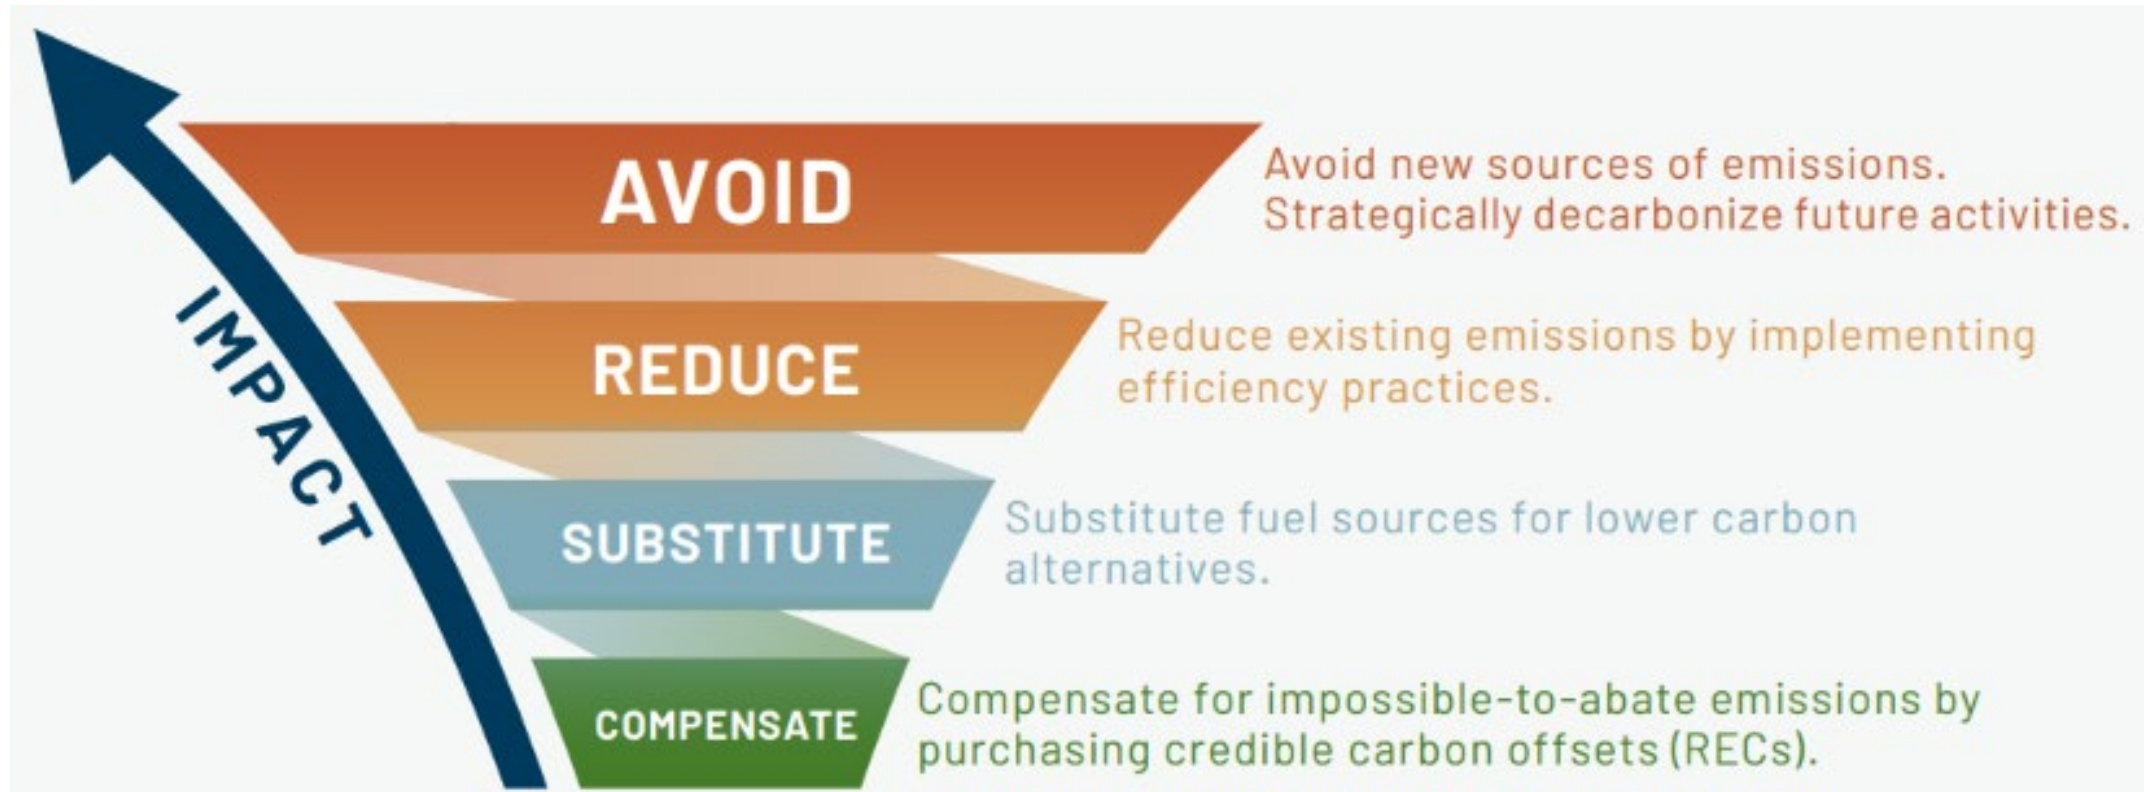 IMPACT
AVOID
Avoid new sources of emissions.
Strategically decarbonize future activities.
REDUCE
Reduce existing emissions by implementing
efficiency practices.
SUBSTITUTE
Substitute fuel sources for lower carbon
alternatives.
COMPENSATE
Compensate for impossible-to-abate emissions by
purchasing credible carbon offsets (RECs).